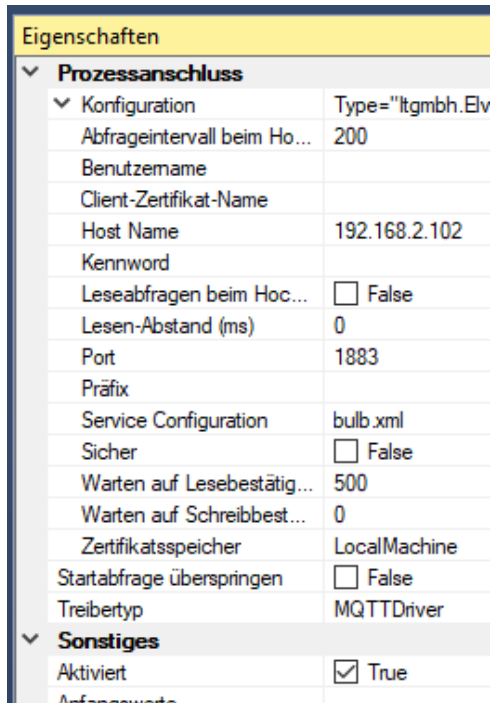 Eigenschaften
Prozessanschluss
Konfiguration Type="ltgmbh.Elv
Abfrageintervall beim Ho... 200
Benutzername
Client-Zertifikat-Name
Host Name 192.168.2.102
Kennword
Leseabfragen beim Hoc... False
Lesen-Abstand (ms) 0
Port 1883
Präfix
Service Configuration bulb.xml
Sicher False
Warten auf Lesebestätig... 500
Warten auf Schreibbest... 0
Zertifikatsspeicher LocalMachine
Startabfrage überspringen False
Treibertyp MQTTDriver
Sonstiges
Aktiviert True
Anfangswerte